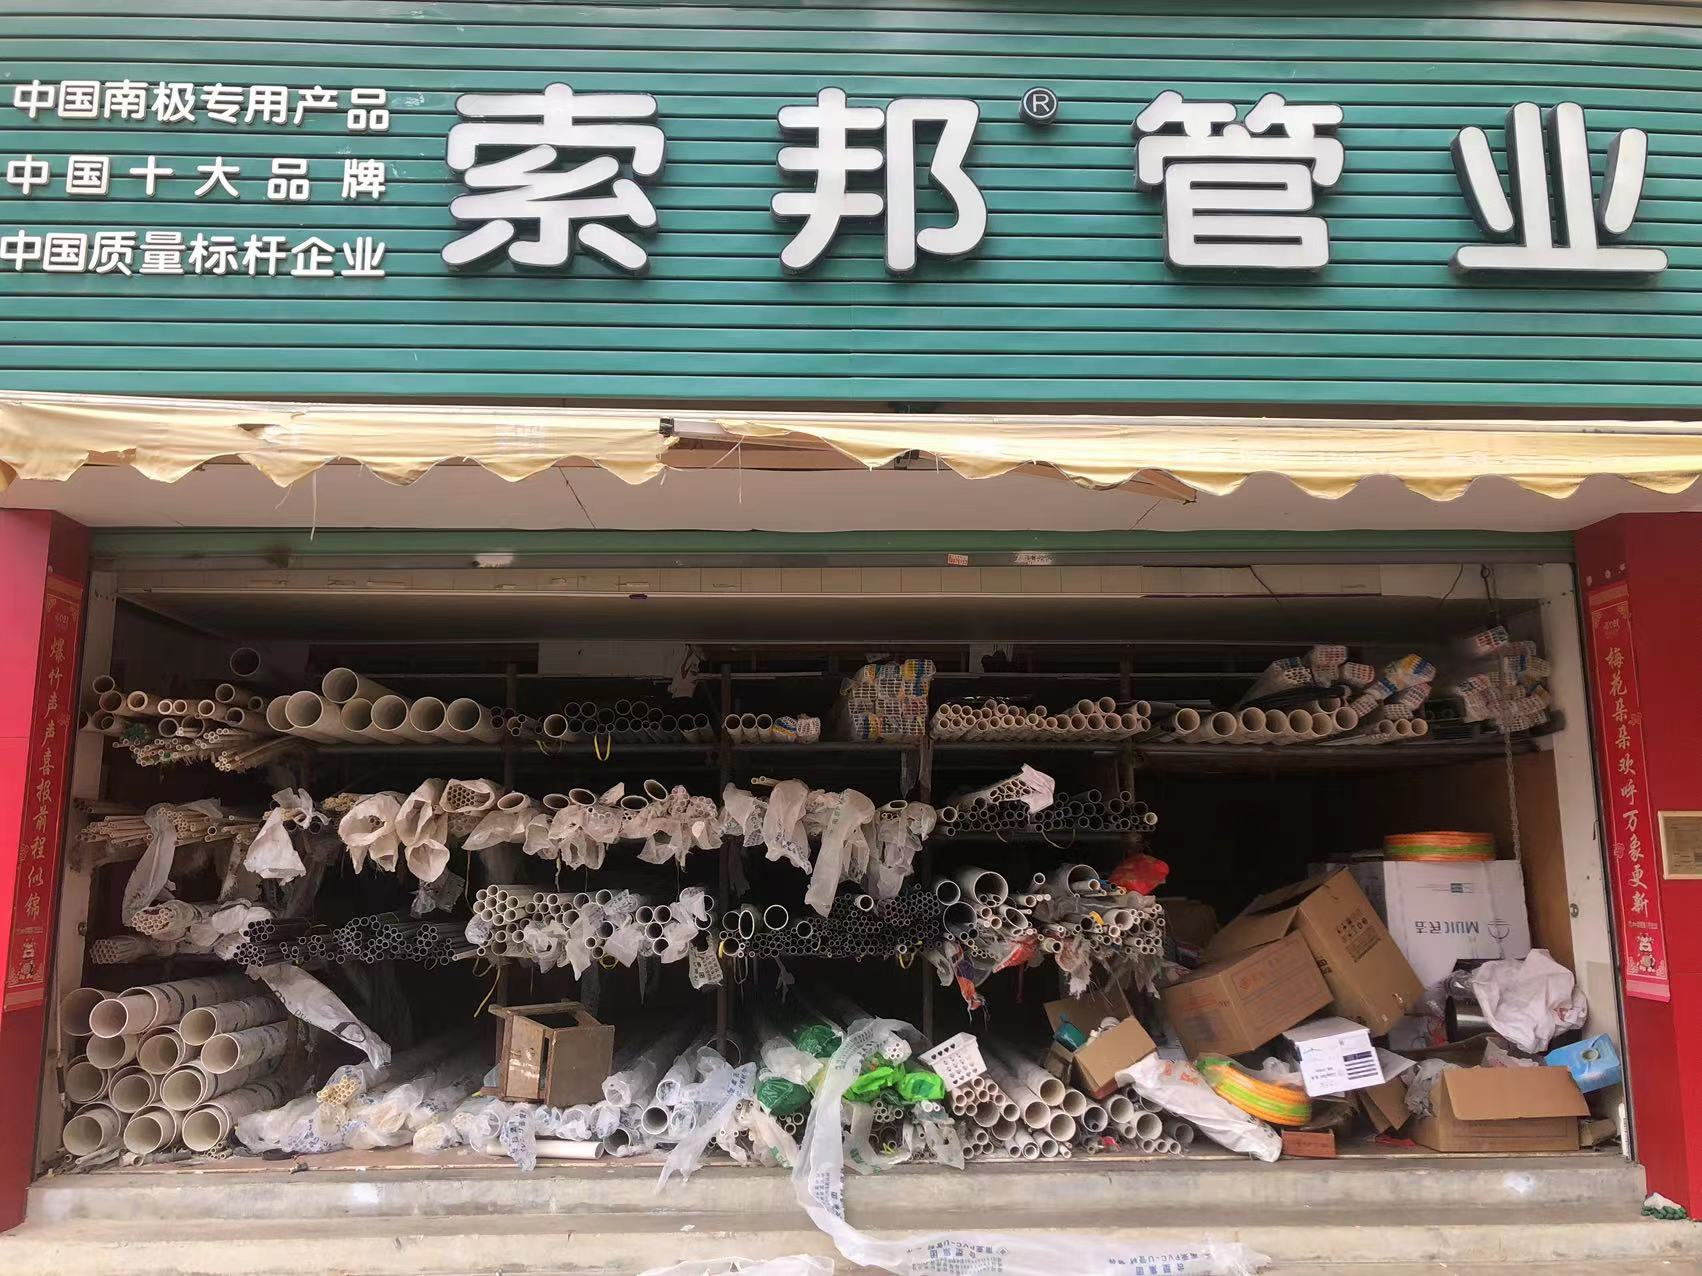 中国南极专用产品
中国十大品牌
中国质量标杆企业
索邦®管业
爆竹声声喜报前程似锦
梅花朵朵欢呼万象更新